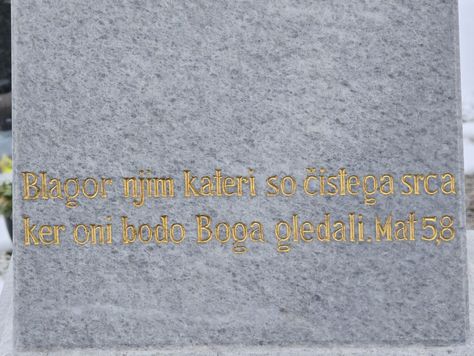 Blagor njim kateri so čistega srca
ker oni bodo Boga gledali. Mat 5,8